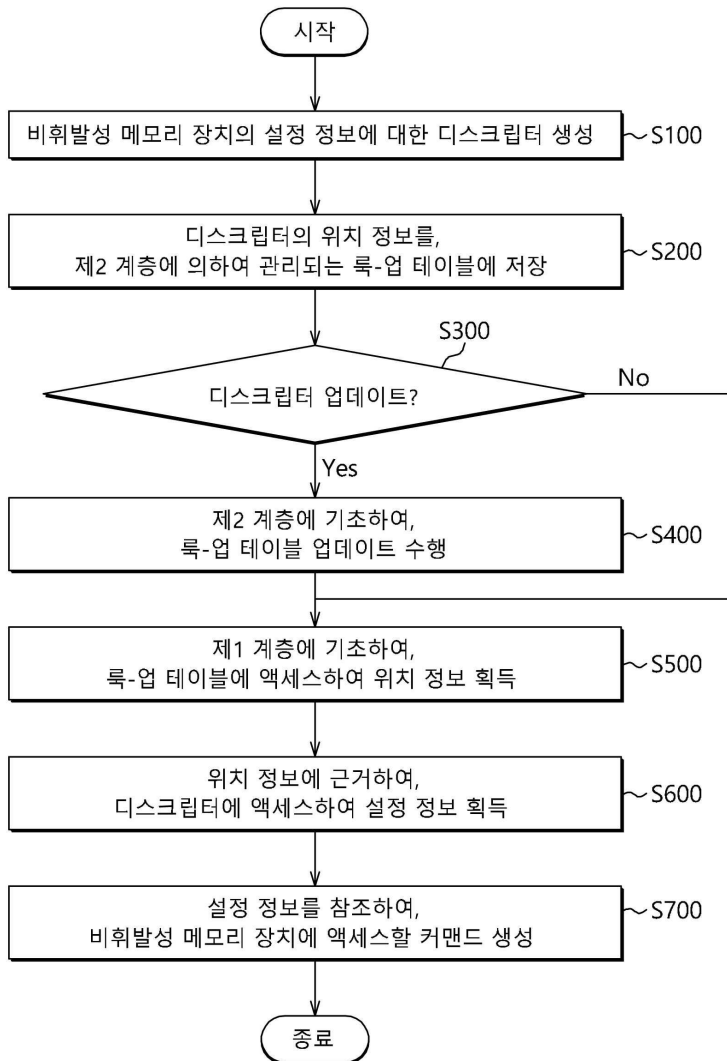 시작
비휘발성 메모리 장치의 설정 정보에 대한 디스크립터 생성
S100
디스크립터의 위치 정보를,
제2 계층에 의하여 관리되는 룩-업 테이블에 저장
S200
S300
디스크립터 업데이트?
No
Yes
제2 계층에 기초하여,
룩-업 테이블 업데이트 수행
S400
제1 계층에 기초하여,
룩-업 테이블에 액세스하여 위치 정보 획득
S500
위치 정보에 근거하여,
디스크립터에 액세스하여 설정 정보 획득
S600
설정 정보를 참조하여,
비휘발성 메모리 장치에 액세스할 커맨드 생성
S700
종료